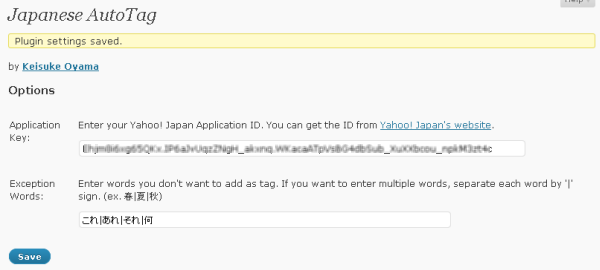 Help
Japanese AutoTag
Plugin settings saved.
by Keisuke Oyama
Options
Application Key:
Enter your Yahoo! Japan Application ID. You can get the ID from Yahoo! Japan's website.
Exception Words:
Enter words you don't want to add as tag. If you want to enter multiple words, separate each word by '|'
sign. (ex. 春|夏|秋)
これ|あれ|それ|何
Save